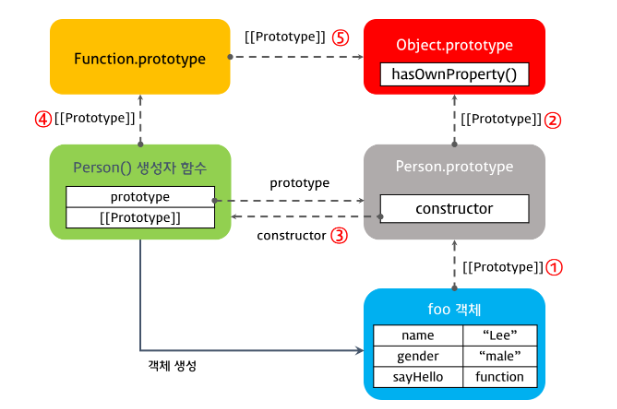 [[Prototype]] ⑤
Function.prototype
Object.prototype
hasOwnProperty()
④ [[Prototype]]
[[Prototype]] ②
Person() 생성자 함수
prototype
[[Prototype]]
prototype
constructor ③
Person.prototype
constructor
[[Prototype]] ①
객체 생성
foo 객체
name “Lee”
gender “male”
sayHello function